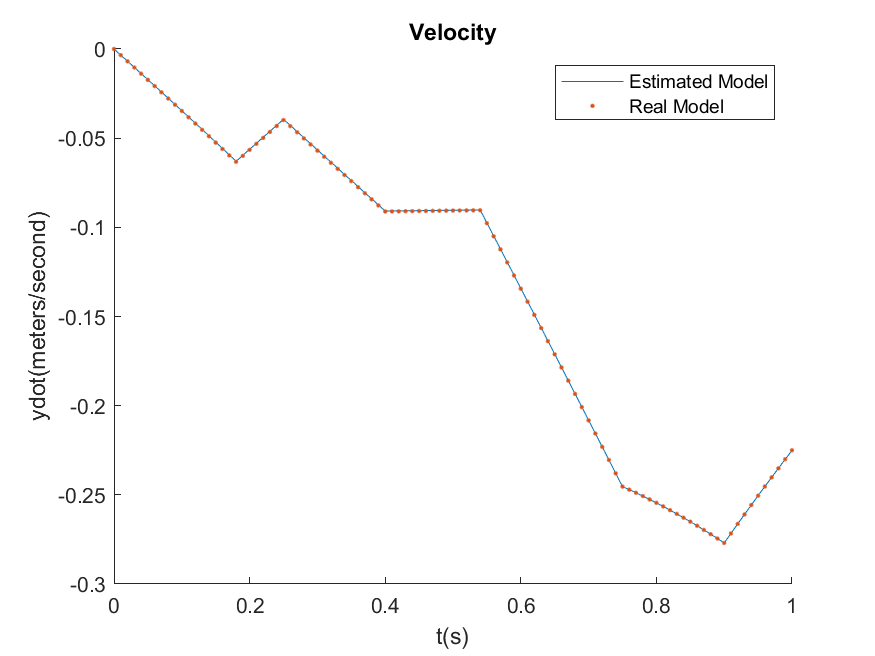 Velocity
Estimated Model
Real Model
0
-0.05
-0.1
-0.15
-0.2
-0.25
-0.3
ydot(meters/second)
0 0.2 0.4 0.6 0.8 1
t(s)